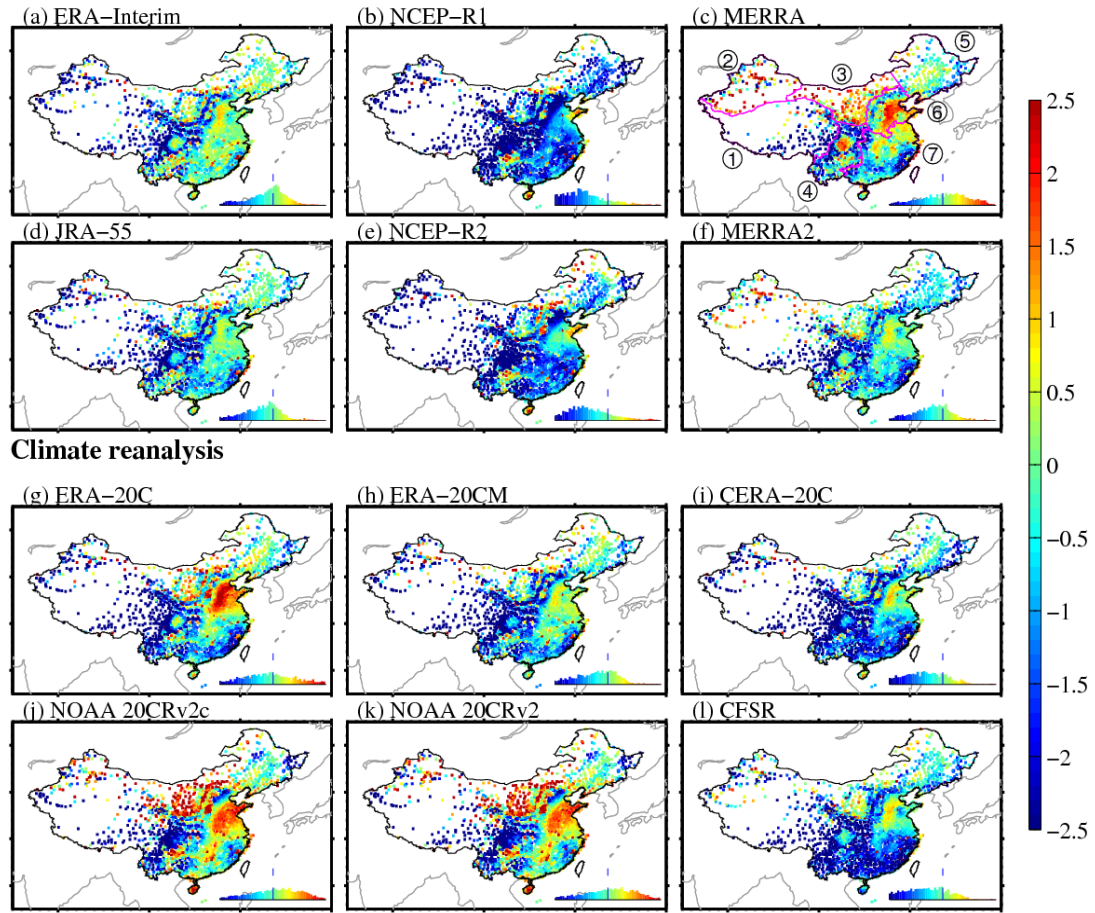 (a) ERA−Interim
(b) NCEP−R1
(c) MERRA
①
②
③
④
⑤
⑥
⑦
(d) JRA−55
(e) NCEP−R2
(f) MERRA2
Climate reanalysis
(g) ERA−20C
(h) ERA−20CM
(i) CERA−20C
(j) NOAA 20CRv2c
(k) NOAA 20CRv2
(l) CFSR
2.5
2
1.5
1
0.5
0
−0.5
−1
−1.5
−2
−2.5